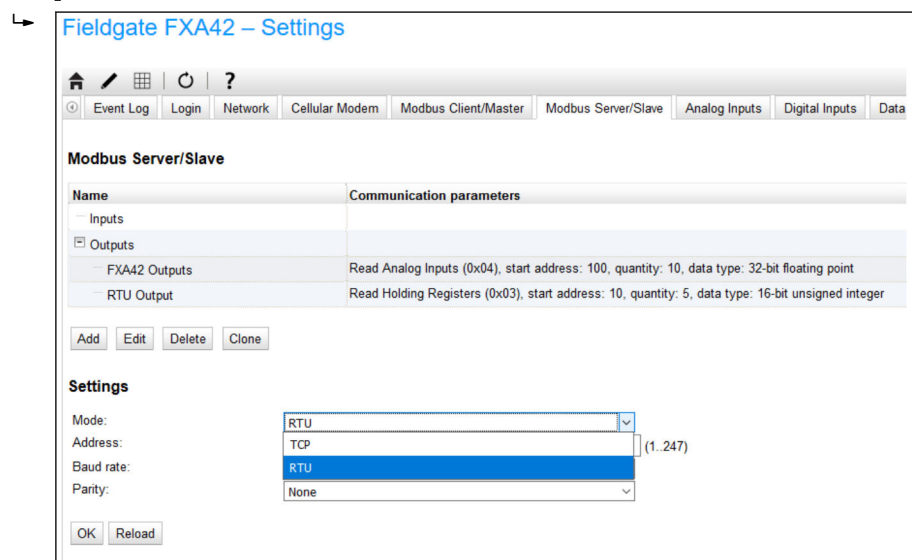 Fieldgate FXA42 – Settings
?
Event Log Login Network Cellular Modem Modbus Client/Master Modbus Server/Slave Analog Inputs Digital Inputs Data
Modbus Server/Slave
Name Communication parameters
Inputs
Outputs
FXA42 Outputs Read Analog Inputs (0x04), start address: 100, quantity: 10, data type: 32-bit floating point
RTU Output Read Holding Registers (0x03), start address: 10, quantity: 5, data type: 16-bit unsigned integer
Add Edit Delete Clone
Settings
Mode: RTU
Address: TCP (1..247)
Baud rate: RTU
Parity: None
OK Reload